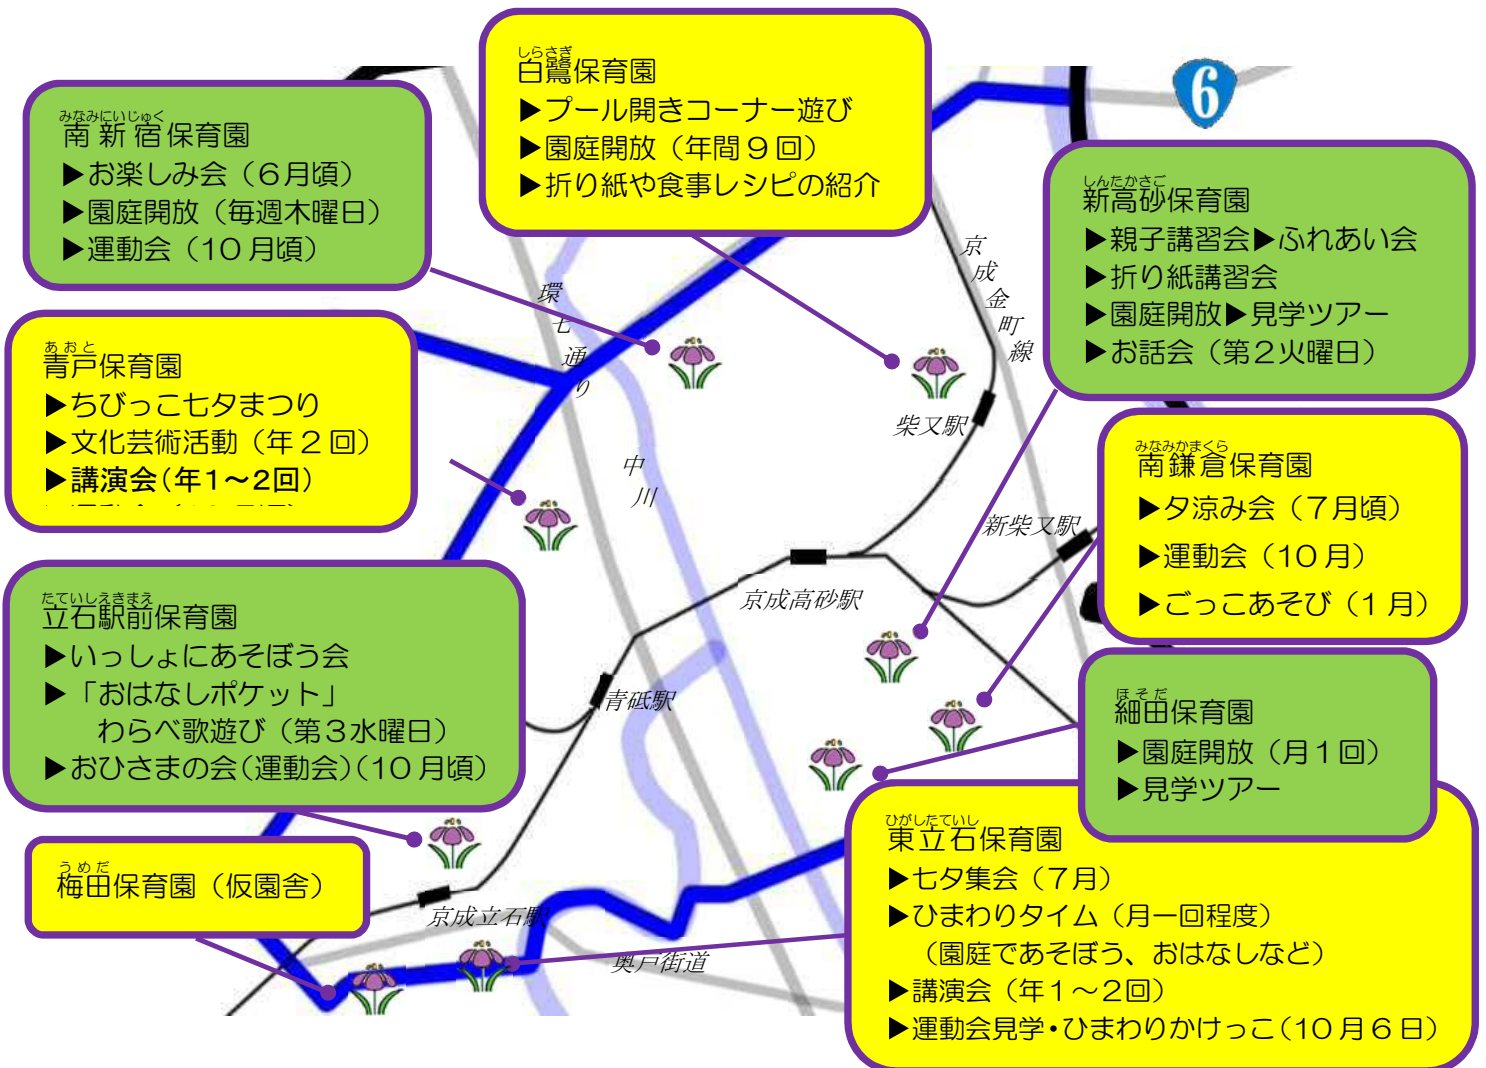 しらさぎ
白鷺保育園
▶プール開きコーナー遊び
▶園庭開放（年間９回）
▶折り紙や食事レシピの紹介
6
みなみにいじゅく
南新宿保育園
▶お楽しみ会（６月頃）
▶園庭開放（毎週木曜日）
▶運動会（10月頃）
しんたかさご
新高砂保育園
▶親子講習会▶ふれあい会
▶折り紙講習会
▶園庭開放▶見学ツアー
▶お話会（第２火曜日）
京成金町線
環七通り
あおと
青戸保育園
▶ちびっこ七夕まつり
▶文化芸術活動（年２回）
▶講演会（年1～2回）
柴又駅
中川
みなみかまくら
南鎌倉保育園
▶夕涼み会（７月頃）
▶運動会（10月）
▶ごっこあそび（１月）
新柴又駅
京成高砂駅
たていしえきまえ
立石駅前保育園
▶いっしょにあそぼう会
▶「おはなしポケット」
わらべ歌遊び（第３水曜日）
▶おひさまの会（運動会）（10月頃）
青砥駅
ほそだ
細田保育園
▶園庭開放（月１回）
▶見学ツアー
うめだ
梅田保育園（仮園舎）
京成立石駅
奥戸街道
ひがしたていし
東立石保育園
▶七夕集会（７月）
▶ひまわりタイム（月一回程度）
（園庭であそぼう、おはなしなど）
▶講演会（年１～２回）
▶運動会見学・ひまわりかけっこ（10月６日）